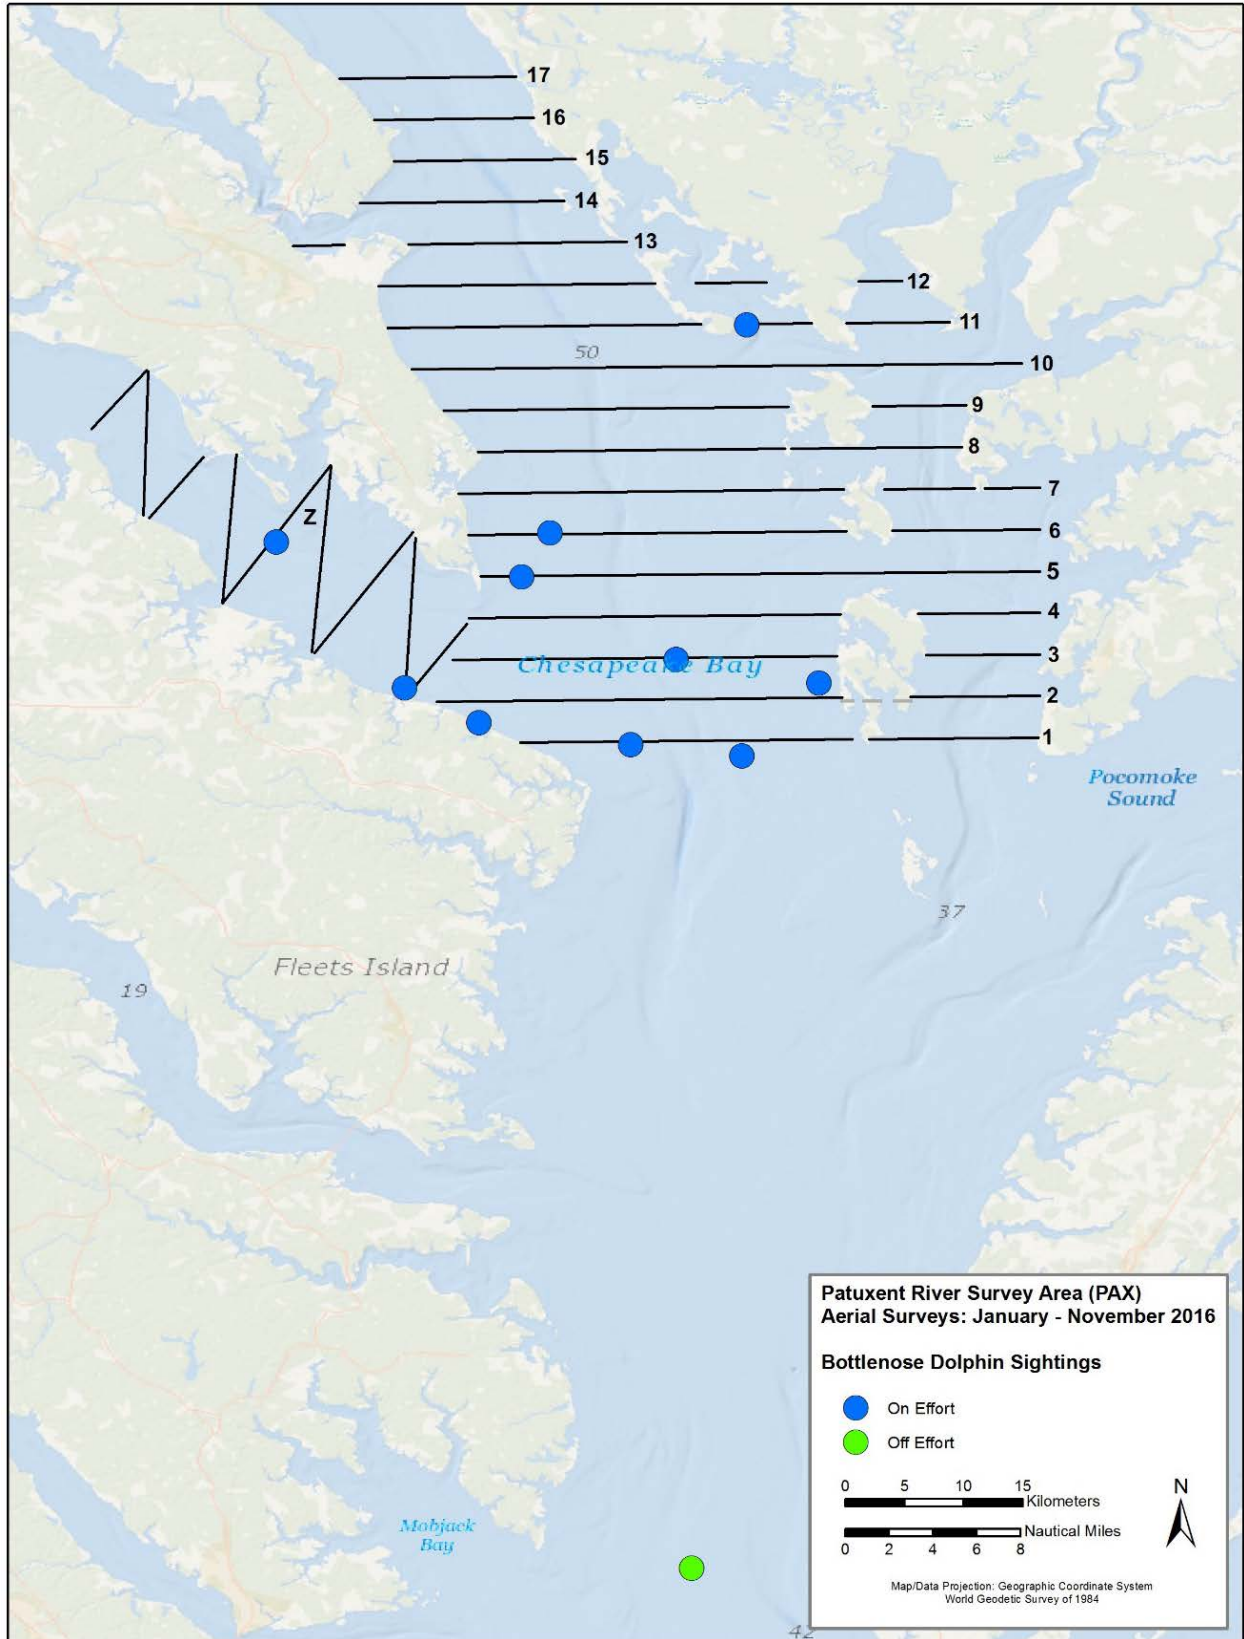 17
16
15
14
13
12
11
50
10
9
8
7
Z
6
5
4
3
Chesapeake Bay
2
1
Pocomoke
Sound
37
Fleets Island
19
Patuxent River Survey Area (PAX)
Aerial Surveys: January - November 2016
Bottlenose Dolphin Sightings
On Effort
Off Effort
0 5 10 15
Kilometers
N
Nautical Miles
0 2 4 6 8
Mobjack
Bay
Map/Data Projection: Geographic Coordinate System
World Geodetic Survey of 1984
42